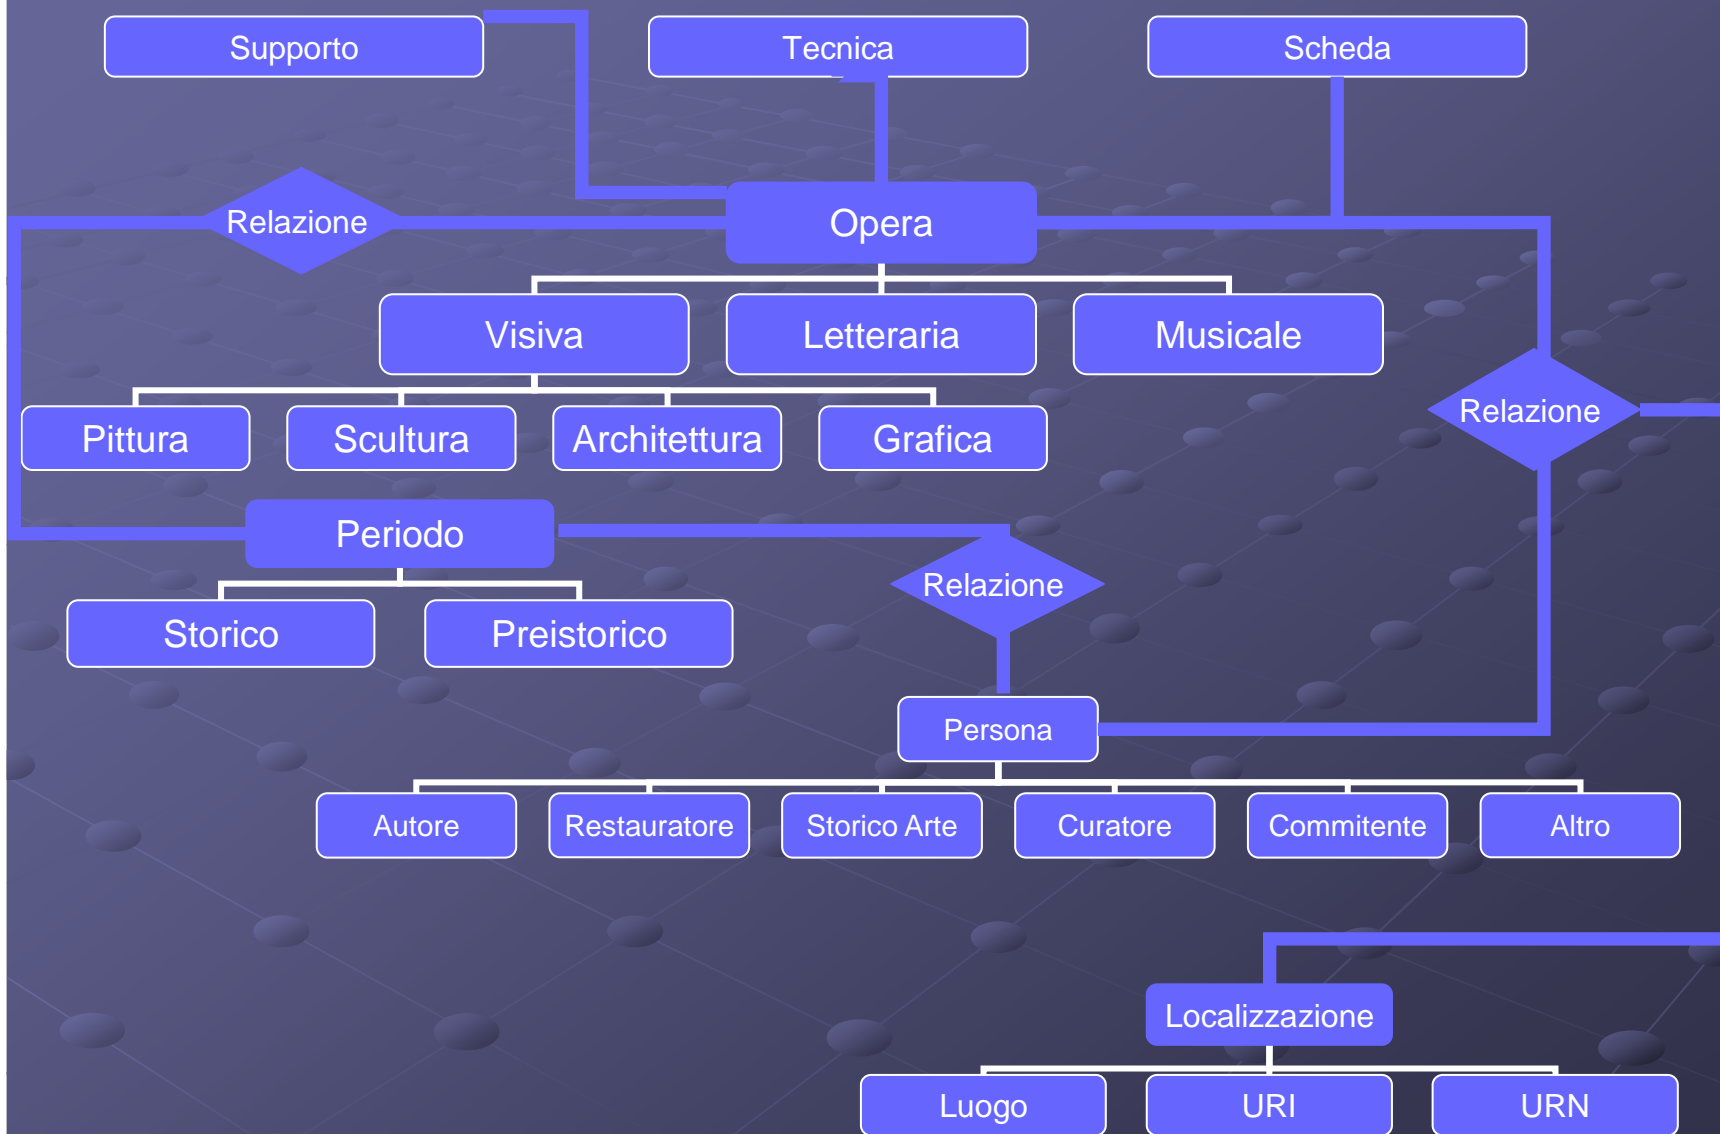 Supporto
Tecnica
Scheda
Relazione
Opera
Visiva
Letteraria
Musicale
Relazione
Pittura
Scultura
Architettura
Grafica
Periodo
Relazione
Storico
Preistorico
Persona
Autore
Restauratore
Storico Arte
Curatore
Commitente
Altro
Localizzazione
Luogo
URI
URN